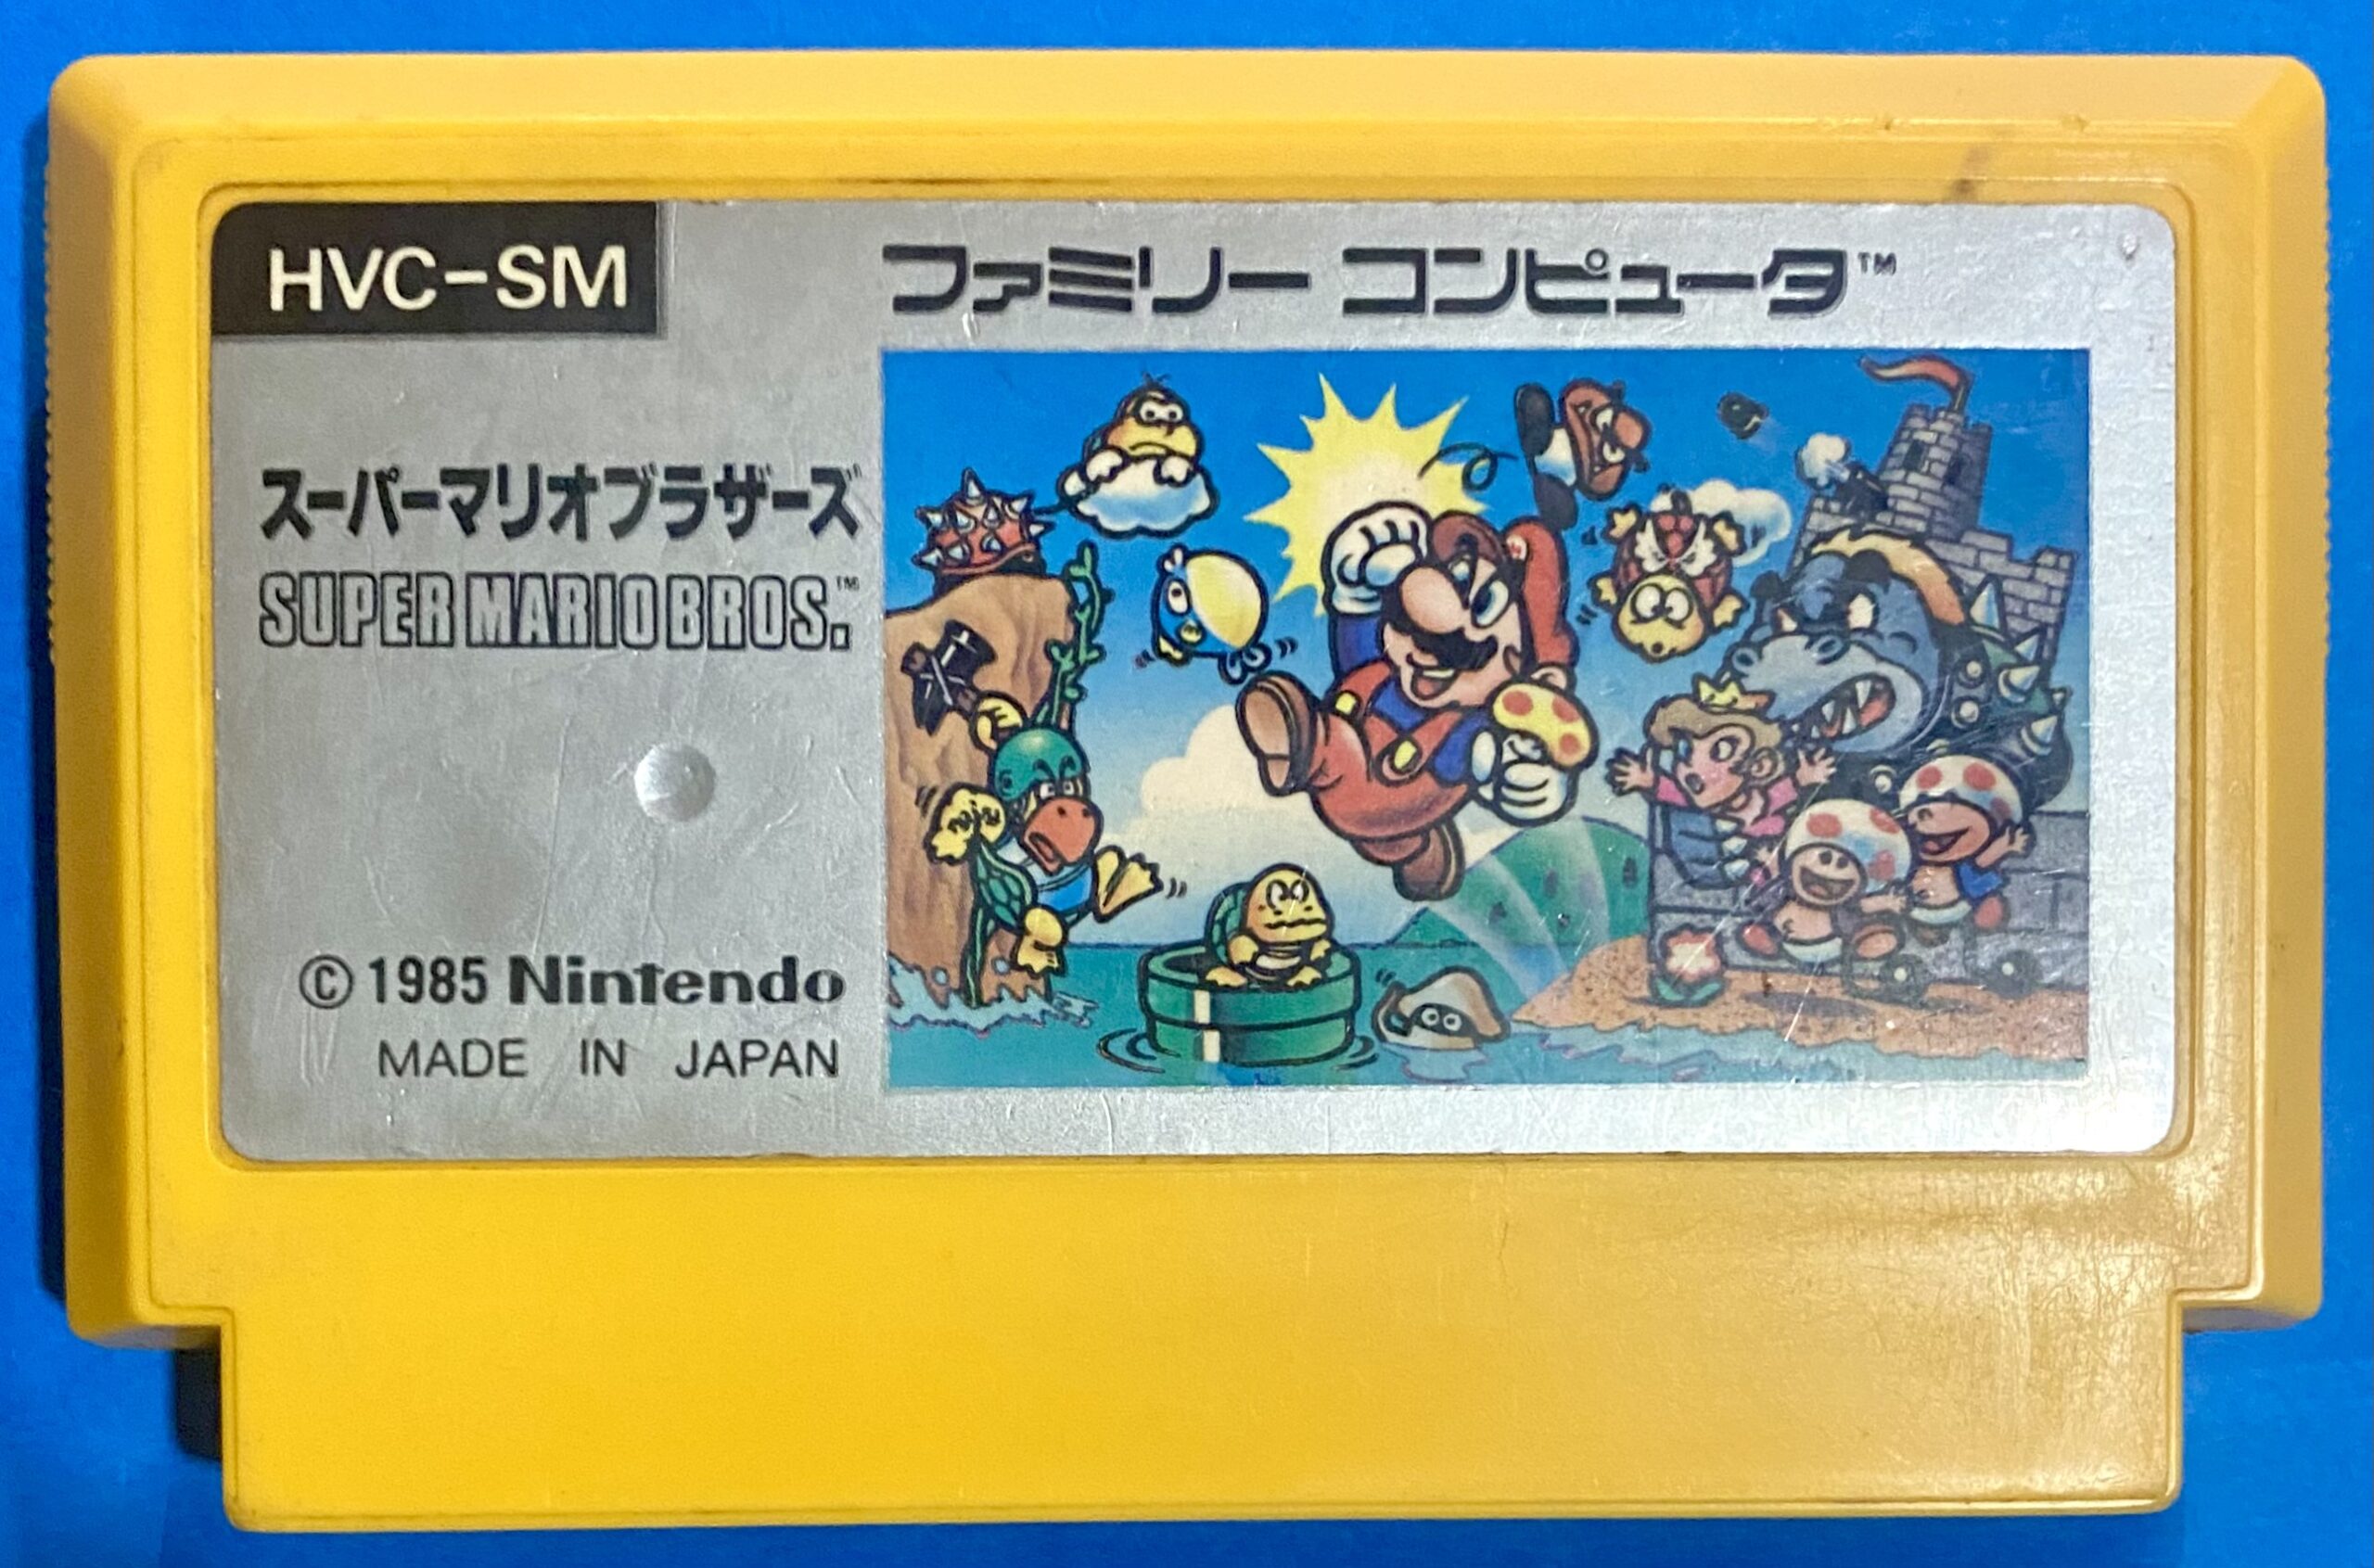 HVC-SM
ファミリー コンピュータ™
スーパーマリオブラザーズ
SUPER MARIO BROS.™
© 1985 Nintendo
MADE IN JAPAN